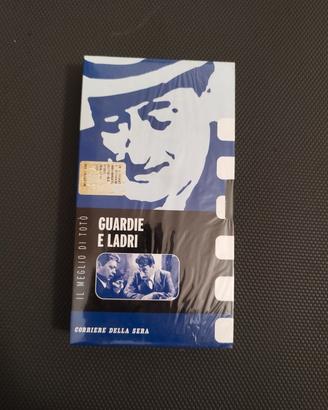 GUARDIE
E LADRI
IL MEGLIO DI TOTÒ
CORRIERE DELLA SERA